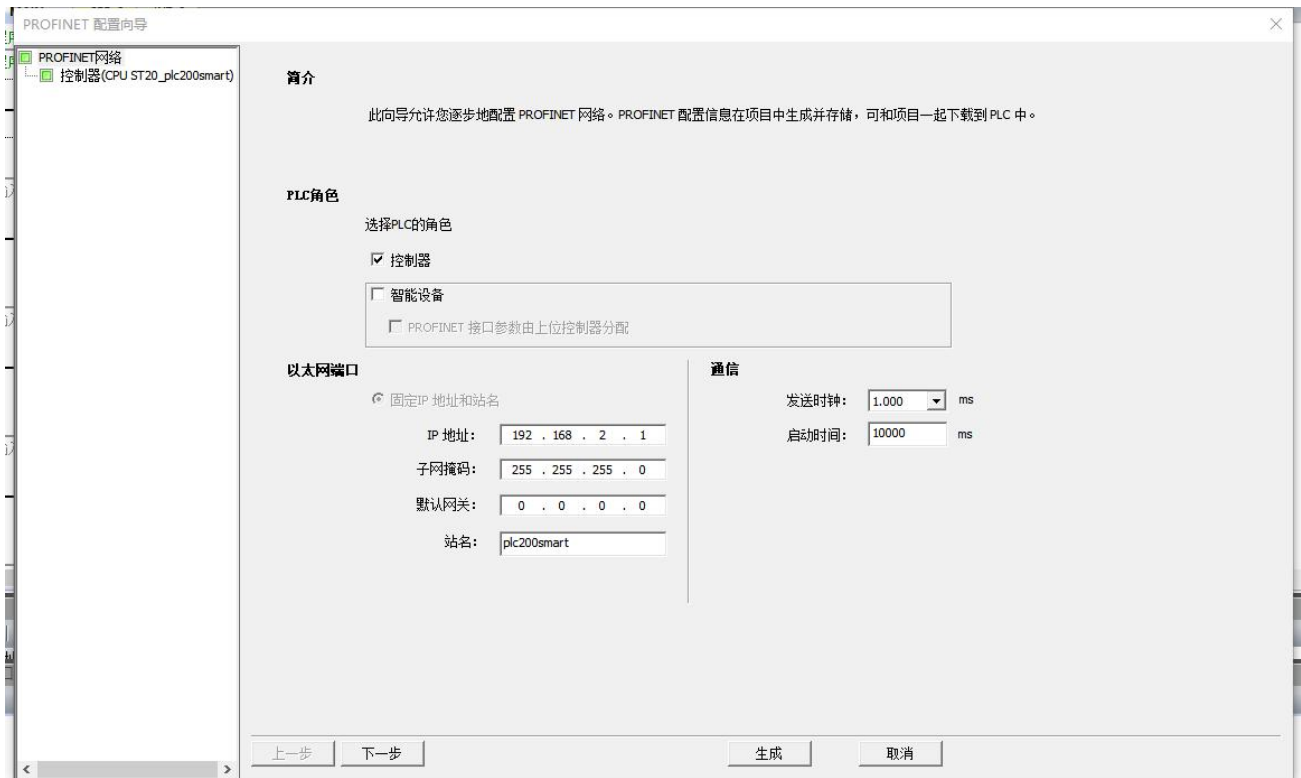 PROFINET 配置向导
PROFINET网络
控制器(CPU ST20_plc200smart)
简介
此向导允许您逐步地配置 PROFINET 网络。PROFINET 配置信息在项目中生成并存储，可和项目一起下载到 PLC 中。
PLC角色
选择PLC的角色
控制器
智能设备
PROFINET 接口参数由上位控制器分配
以太网端口
固定IP 地址和站名
IP 地址: 192 . 168 . 2 . 1
子网掩码: 255 . 255 . 255 . 0
默认网关: 0 . 0 . 0 . 0
站名: plc200smart
通信
发送时钟: 1.000 ms
启动时间: 10000 ms
上一步 下一步 生成 取消